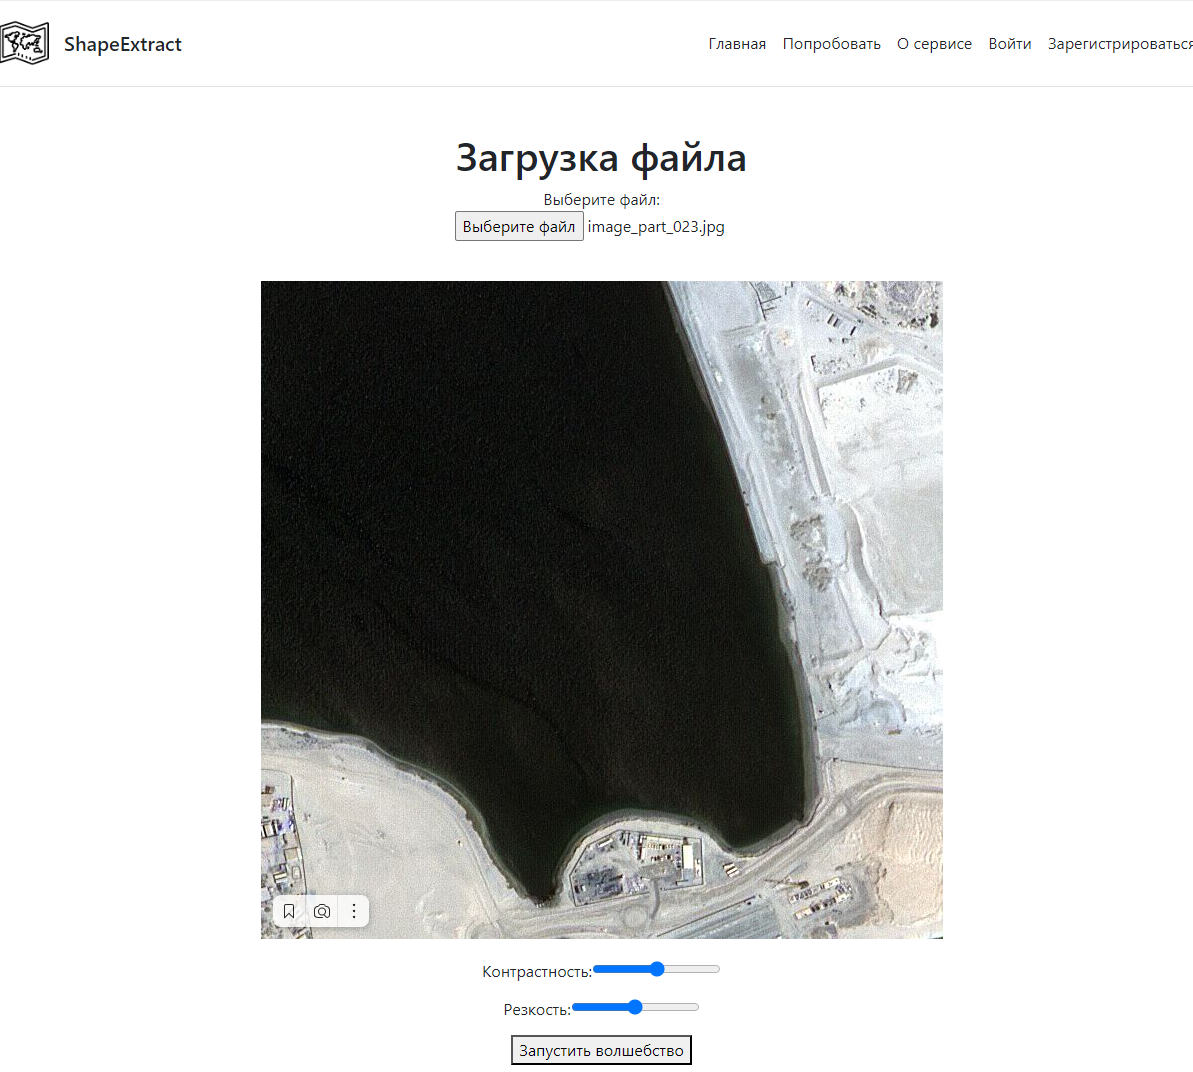 ShapeExtract
Главная Попробовать О сервисе Войти Зарегистрироваться
Загрузка файла
Выберите файл:
Выберите файл image_part_023.jpg
Контрастность:
Резкость:
Запустить волшебство